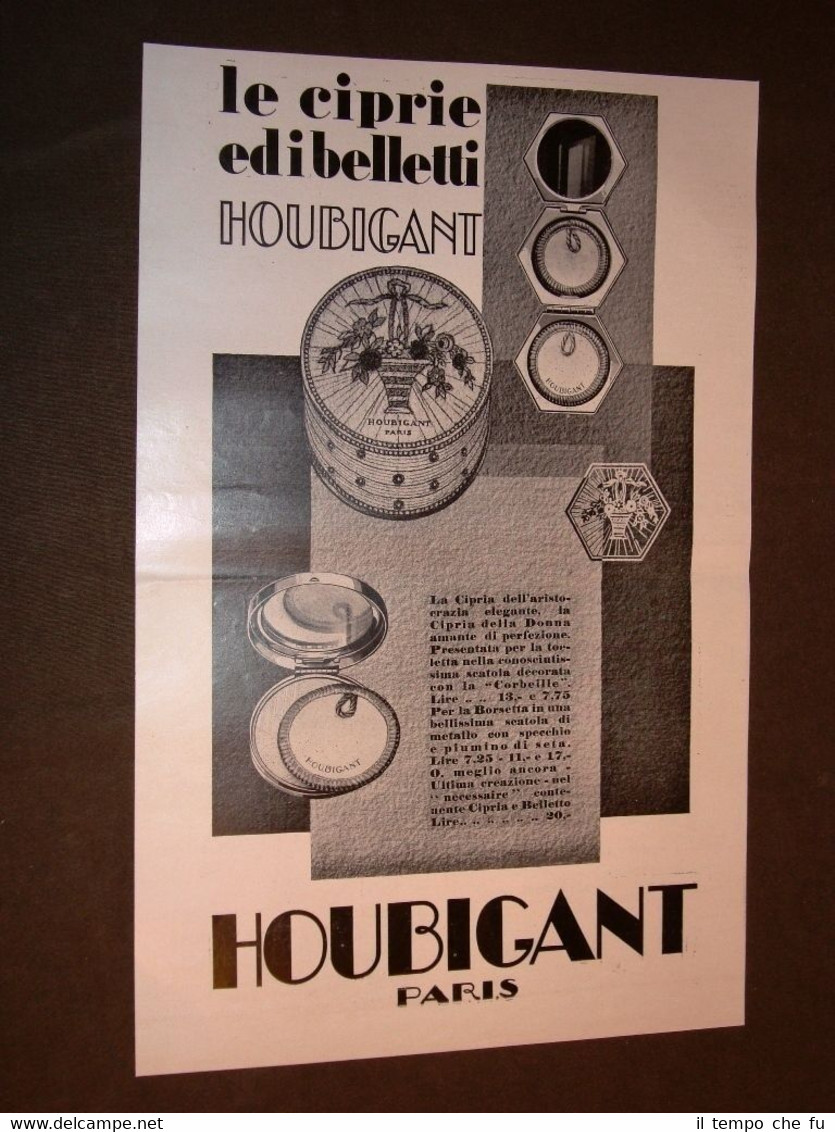 le ciprie
ed i belletti
HOUBIGANT
HOUBIGANT
PARIS
HOUBIGANT
HOUBIGANT
La Cipria dell'aristo-
crazia elegante, la
Cipria della Donna
amante di perfezione.
Presentata per la toe-
letta nella conosciutis-
sima scatola decorata
con la "Corbeille".
Lire .. .. 13,- e 7,75
Per la Borsetta in una
bellissima scatola di
metallo con specchio
e piumino di seta.
Lire 7.25 - 11,- e 17,-
O, meglio ancora -
Ultima creazione - nel
"necessaire" conte-
nente Cipria e Belletto
Lire.. .. .. .. .. .. 20,-
HOUBIGANT
PARIS
www.delcampe.net
il tempo che fu